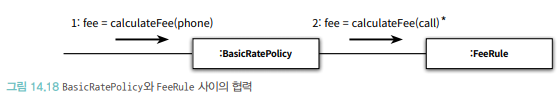 1: fee = calculateFee(phone)
2: fee = calculateFee(call)*
:BasicRatePolicy
:FeeRule
그림 14.18 BasicRatePolicy와 FeeRule 사이의 협력